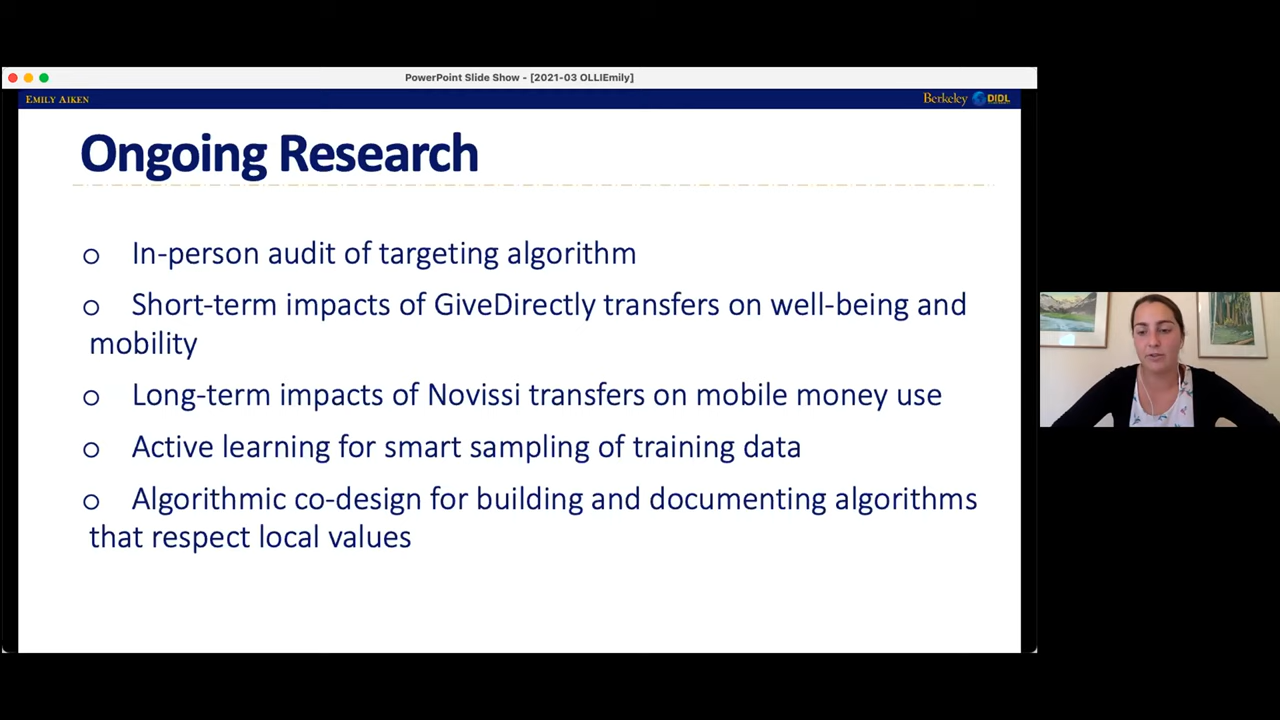 PowerPoint Slide Show - [2021-03 OLLIEmily]
EMILY AIKEN
Berkeley DIDL
Ongoing Research
o In-person audit of targeting algorithm
o Short-term impacts of GiveDirectly transfers on well-being and
mobility
o Long-term impacts of Novissi transfers on mobile money use
o Active learning for smart sampling of training data
o Algorithmic co-design for building and documenting algorithms
that respect local values